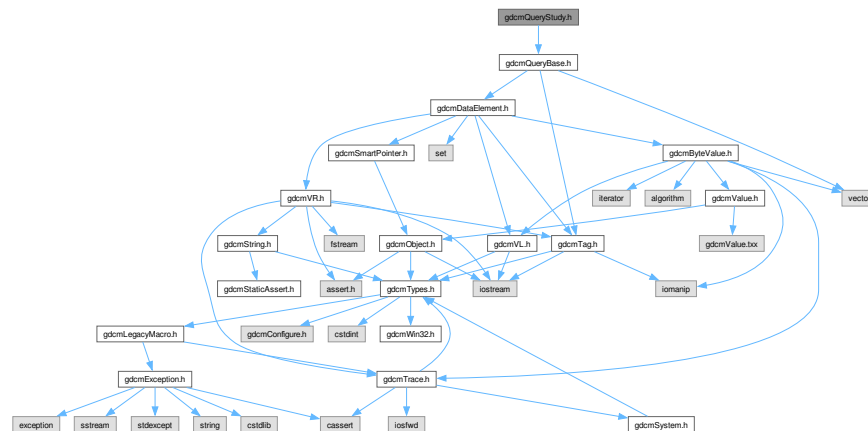 gdcmQueryStudy.h
gdcmQueryBase.h
gdcmDataElement.h
gdcmSmartPointer.h
set
gdcmByteValue.h
gdcmVR.h
iterator
algorithm
gdcmValue.h
vector
gdcmString.h
fstream
gdcmObject.h
gdcmVL.h
gdcmTag.h
gdcmValue.txx
gdcmStaticAssert.h
assert.h
gdcmTypes.h
iostream
iomanip
gdcmLegacyMacro.h
gdcmConfigure.h
cstdint
gdcmWin32.h
gdcmException.h
gdcmTrace.h
exception
sstream
stdexcept
string
cstdlib
cassert
iosfwd
gdcmSystem.h